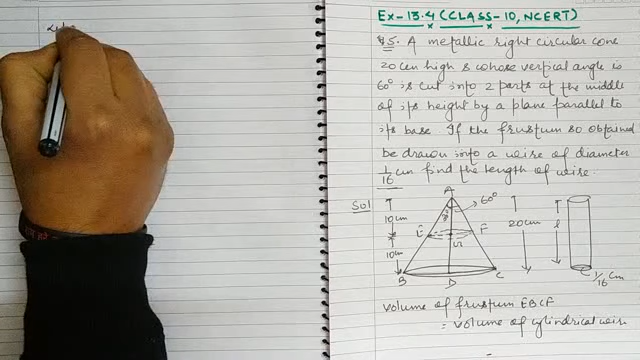 Ex-13.4 (CLASS-10, NCERT)
Q5. A metallic right circular cone
20cm high & whose vertical angle is
60° is cut into 2 parts at the middle
of its height by a plane parallel to
its base. If the frustum so obtained
be drawn into a wire of diameter
1/16 cm find the length of wire.
Sol
A
60°
30°
10cm
E
F
G
10cm
B
D
C
20cm
l
1/16 cm
volume of frustum EBCF
= volume of cylindrical wire